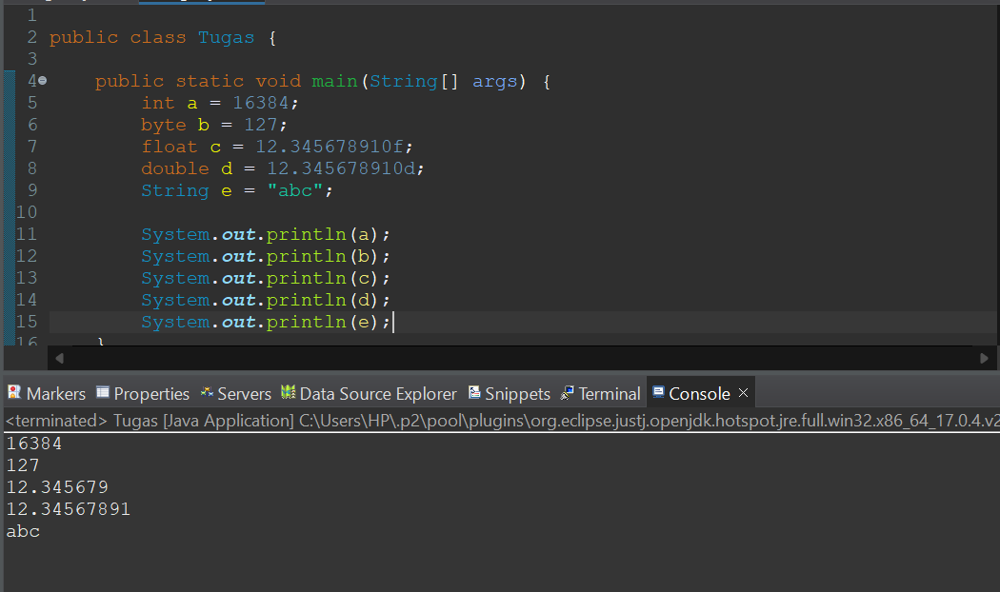 1
2 public class Tugas {
3
4 public static void main(String[] args) {
5 int a = 16384;
6 byte b = 127;
7 float c = 12.345678910f;
8 double d = 12.345678910d;
9 String e = "abc";
10
11 System.out.println(a);
12 System.out.println(b);
13 System.out.println(c);
14 System.out.println(d);
15 System.out.println(e);
16 }
Markers Properties Servers Data Source Explorer Snippets Terminal Console ×
<terminated> Tugas [Java Application] C:\Users\HP\.p2\pool\plugins\org.eclipse.justj.openjdk.hotspot.jre.full.win32.x86_64_17.0.4.v2
16384
127
12.345679
12.34567891
abc